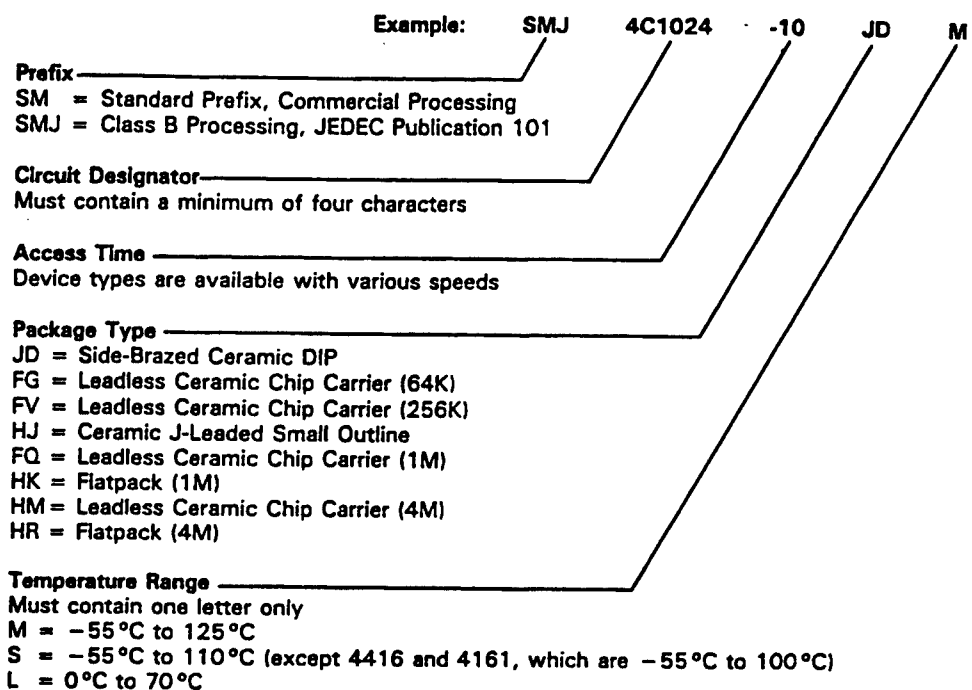 Example: SMJ 4C1024 -10 JD M
Prefix
SM = Standard Prefix, Commercial Processing
SMJ = Class B Processing, JEDEC Publication 101
Circuit Designator
Must contain a minimum of four characters
Access Time
Device types are available with various speeds
Package Type
JD = Side-Brazed Ceramic DIP
FG = Leadless Ceramic Chip Carrier (64K)
FV = Leadless Ceramic Chip Carrier (256K)
HJ = Ceramic J-Leaded Small Outline
FQ = Leadless Ceramic Chip Carrier (1M)
HK = Flatpack (1M)
HM = Leadless Ceramic Chip Carrier (4M)
HR = Flatpack (4M)
Temperature Range
Must contain one letter only
M = −55°C to 125°C
S = −55°C to 110°C (except 4416 and 4161, which are −55°C to 100°C)
L = 0°C to 70°C